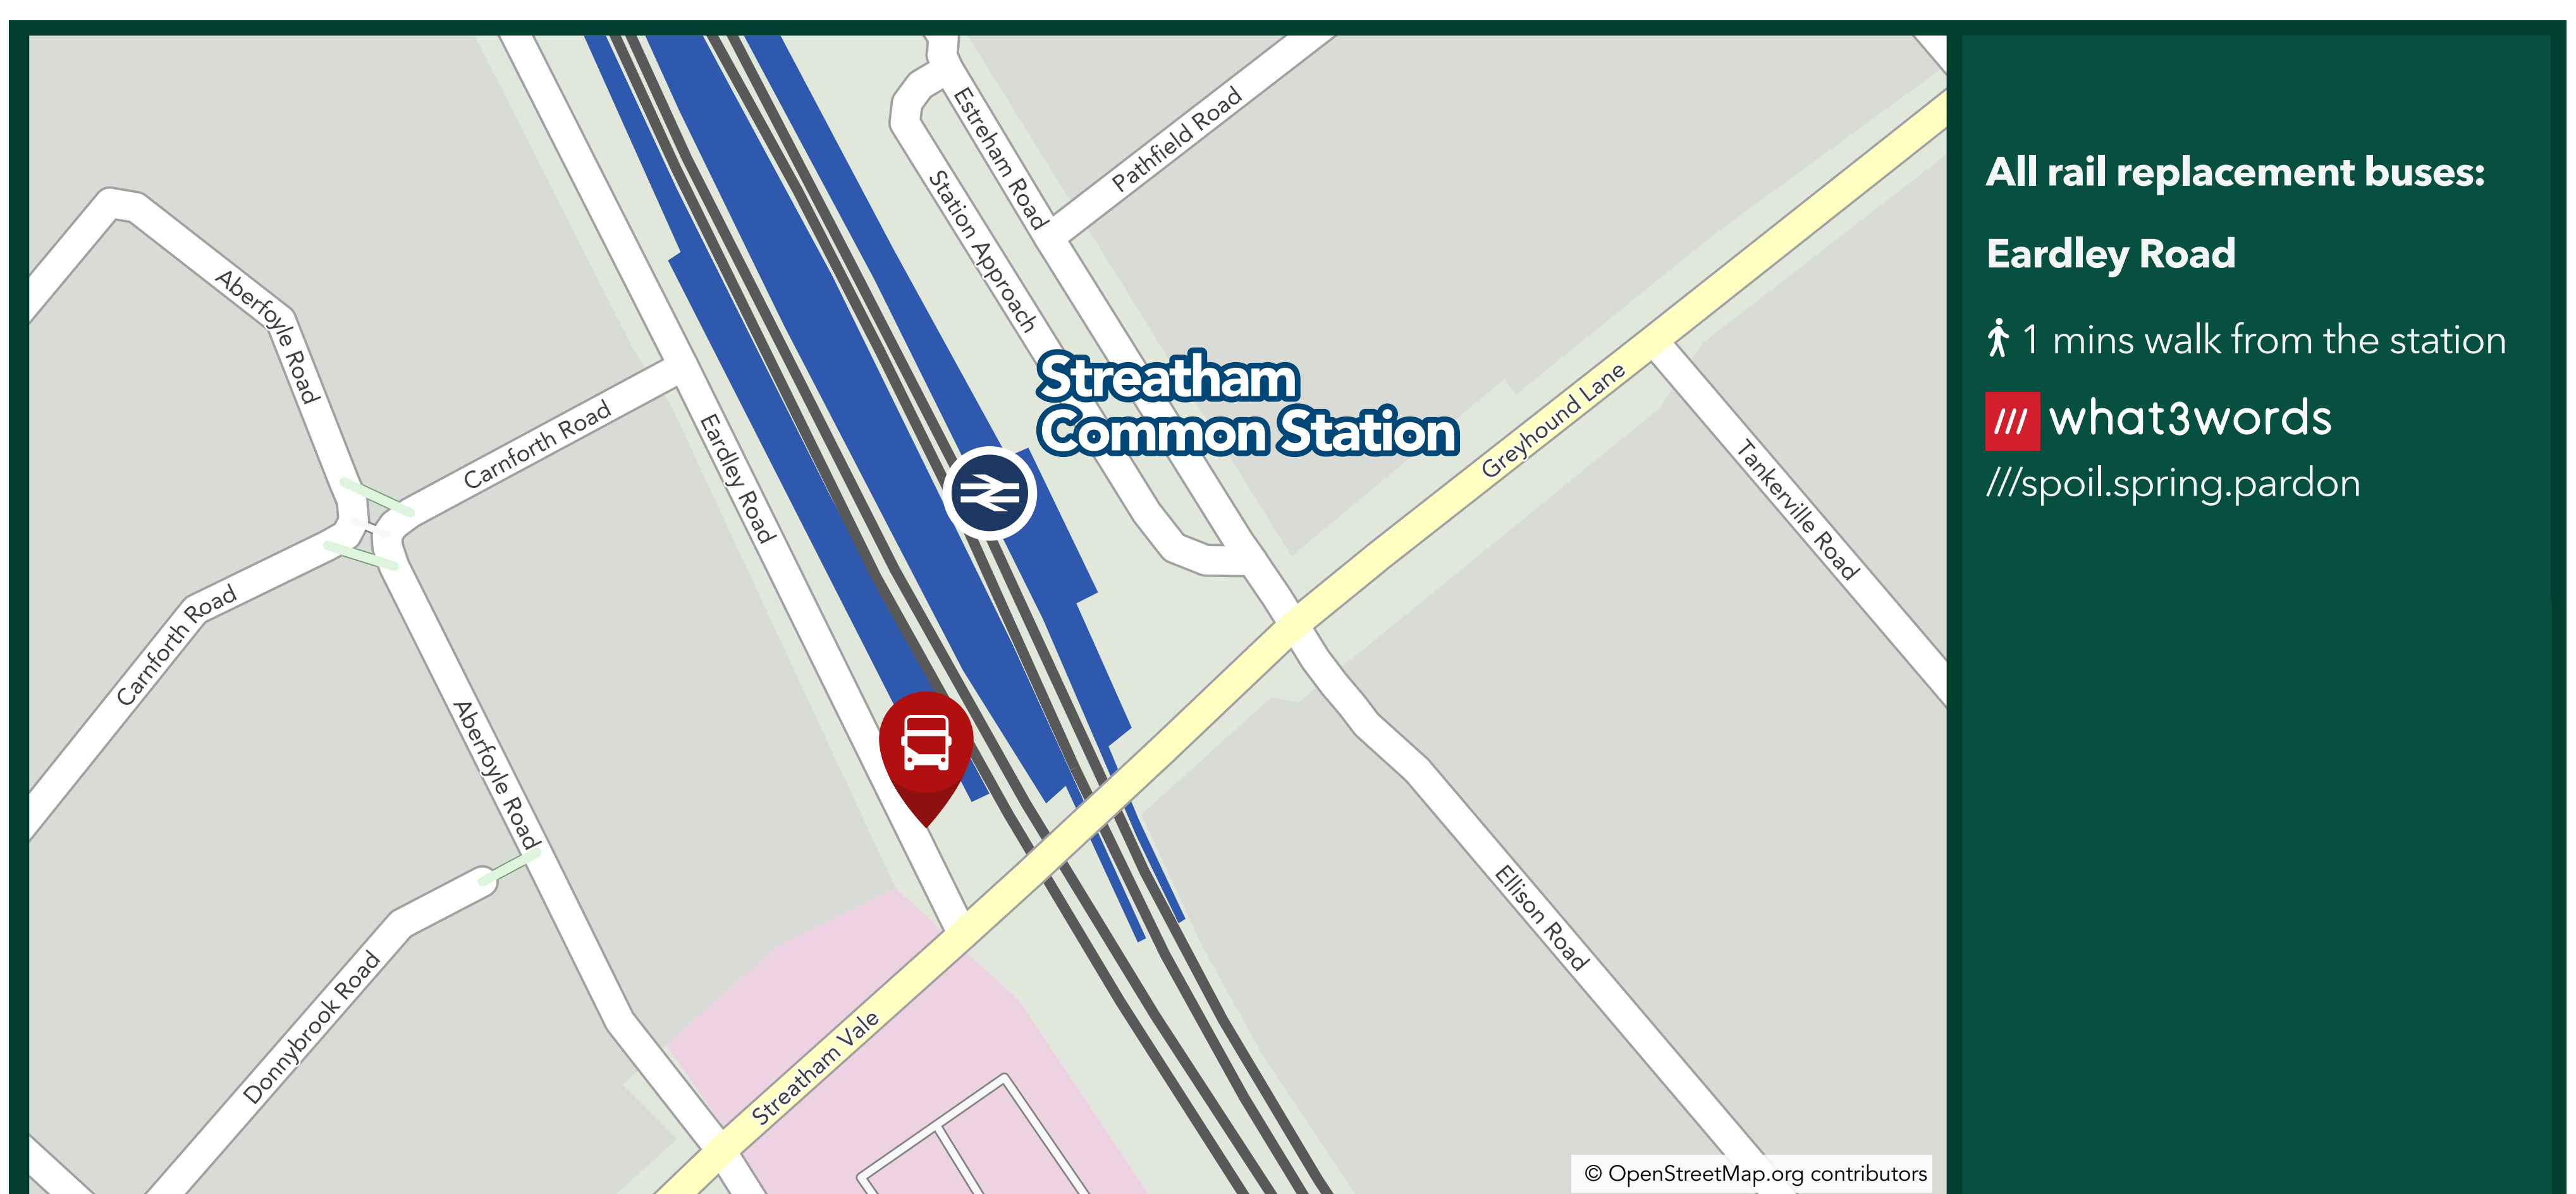 Estreham Road
Pathfield Road
Station Approach
Aberfoyle Road
Streatham
Common Station
Greyhound Lane
Carnforth Road
Eardley Road
Tankerville Road
Carnforth Road
Aberfoyle Road
Ellison Road
Donnybrook Road
Streatham Vale
© OpenStreetMap.org contributors
All rail replacement buses:
Eardley Road
1 mins walk from the station
/// what3words
///spoil.spring.pardon